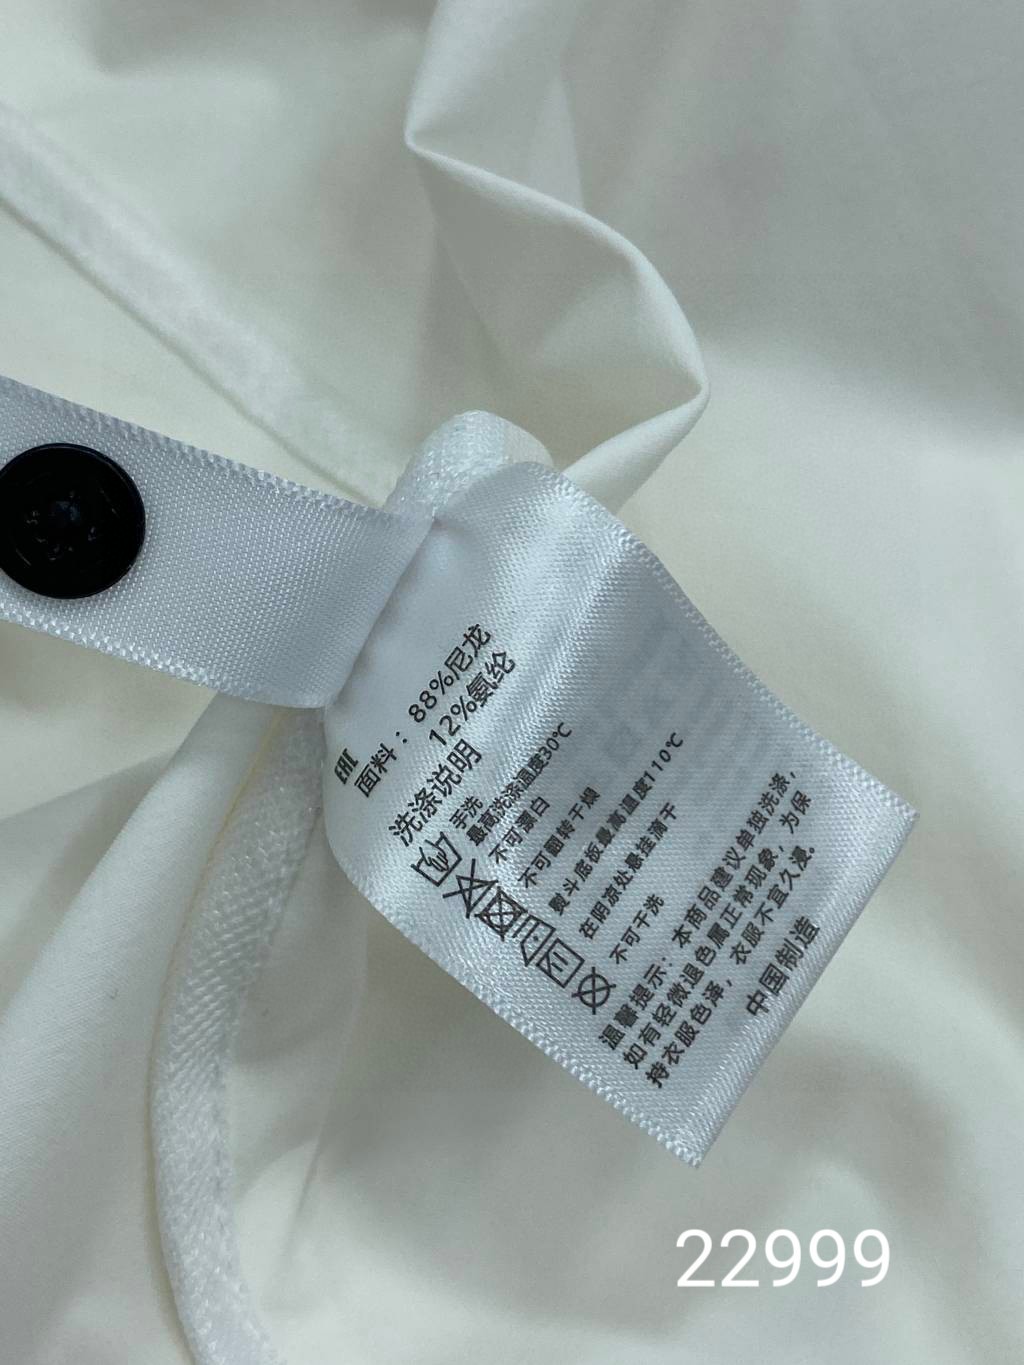 EAC
面料：88%尼龙
12%氨纶
洗涤说明
手洗
最高洗涤温度30℃
不可漂白
不可翻转干燥
熨斗底板最高温度110℃
在阴凉处悬挂滴干
不可干洗
温馨提示：本商品建议单独洗涤，
如有轻微退色属正常现象，为保
持衣服色泽，衣服不宜久浸。
中国制造
22999